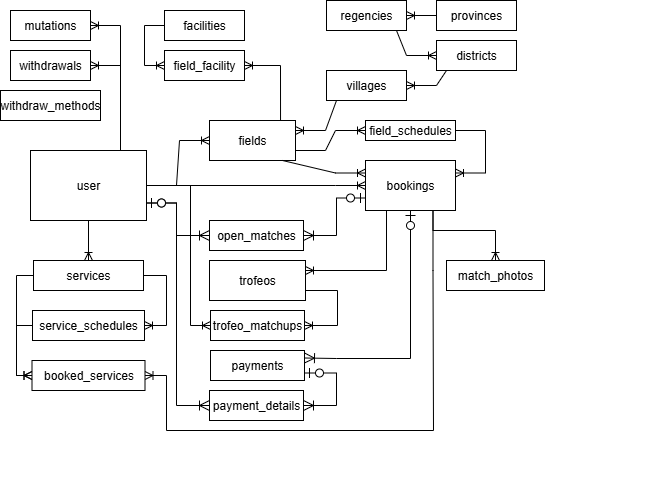 mutations
facilities
regencies
provinces
withdrawals
field_facility
districts
villages
withdraw_methods
fields
field_schedules
user
bookings
open_matches
services
trofeos
match_photos
service_schedules
trofeo_matchups
booked_services
payments
payment_details